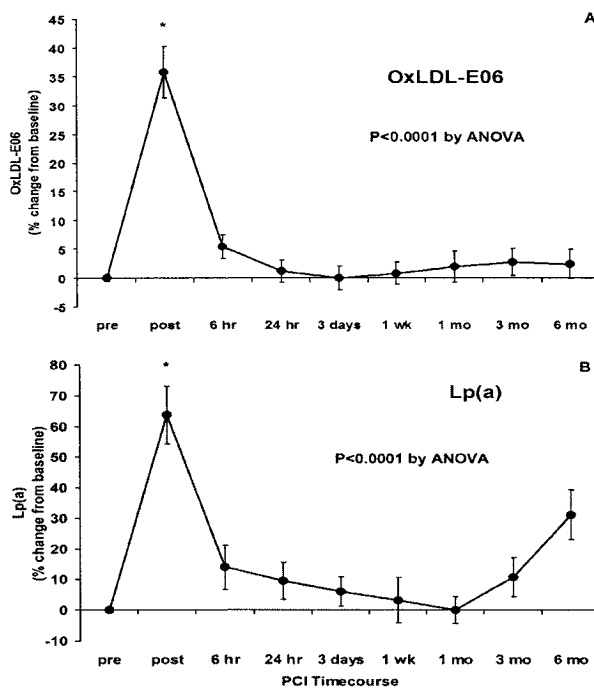 A
*
OxLDL-E06
P<0.0001 by ANOVA
OxLDL-E06
(% change from baseline)
45
40
35
30
25
20
15
10
5
0
-5
pre post 6 hr 24 hr 3 days 1 wk 1 mo 3 mo 6 mo
B
*
Lp(a)
P<0.0001 by ANOVA
Lp(a)
(% change from baseline)
80
70
60
50
40
30
20
10
0
-10
pre post 6 hr 24 hr 3 days 1 wk 1 mo 3 mo 6 mo
PCI Timecourse